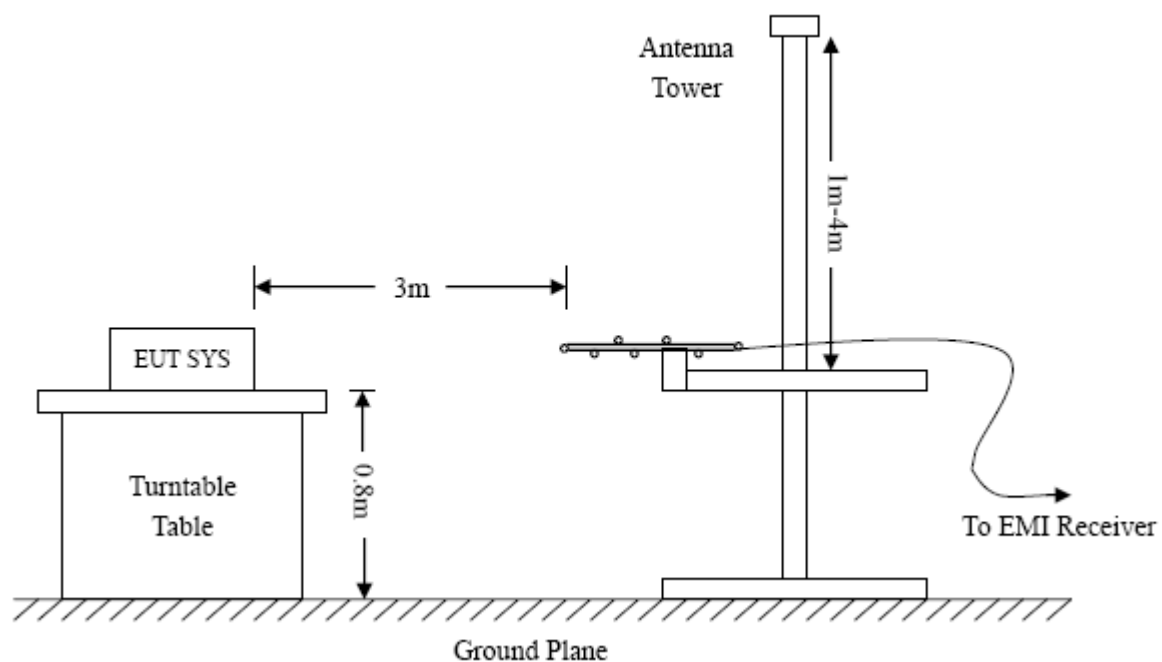 Antenna
Tower
1m-4m
3m
EUT SYS
0.8m
Turntable
Table
To EMI Receiver
Ground Plane